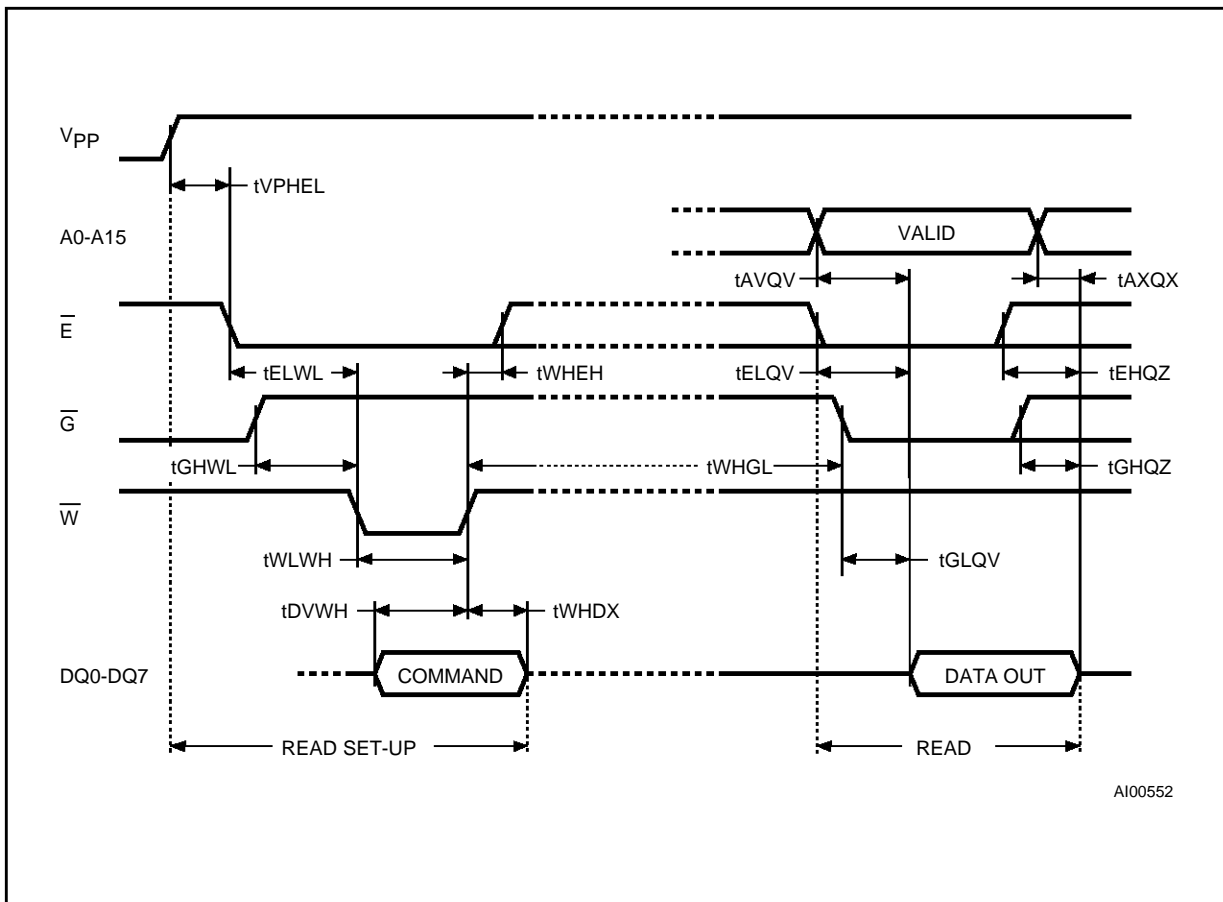 VPP
tVPHEL
A0-A15
VALID
tAVQV
tAXQX
E
tELWL
tWHEH
tELQV
tEHQZ
G
tGHWL
tWHGL
tGHQZ
W
tWLWH
tGLQV
tDVWH
tWHDX
DQ0-DQ7
COMMAND
DATA OUT
READ SET-UP
READ
AI00552